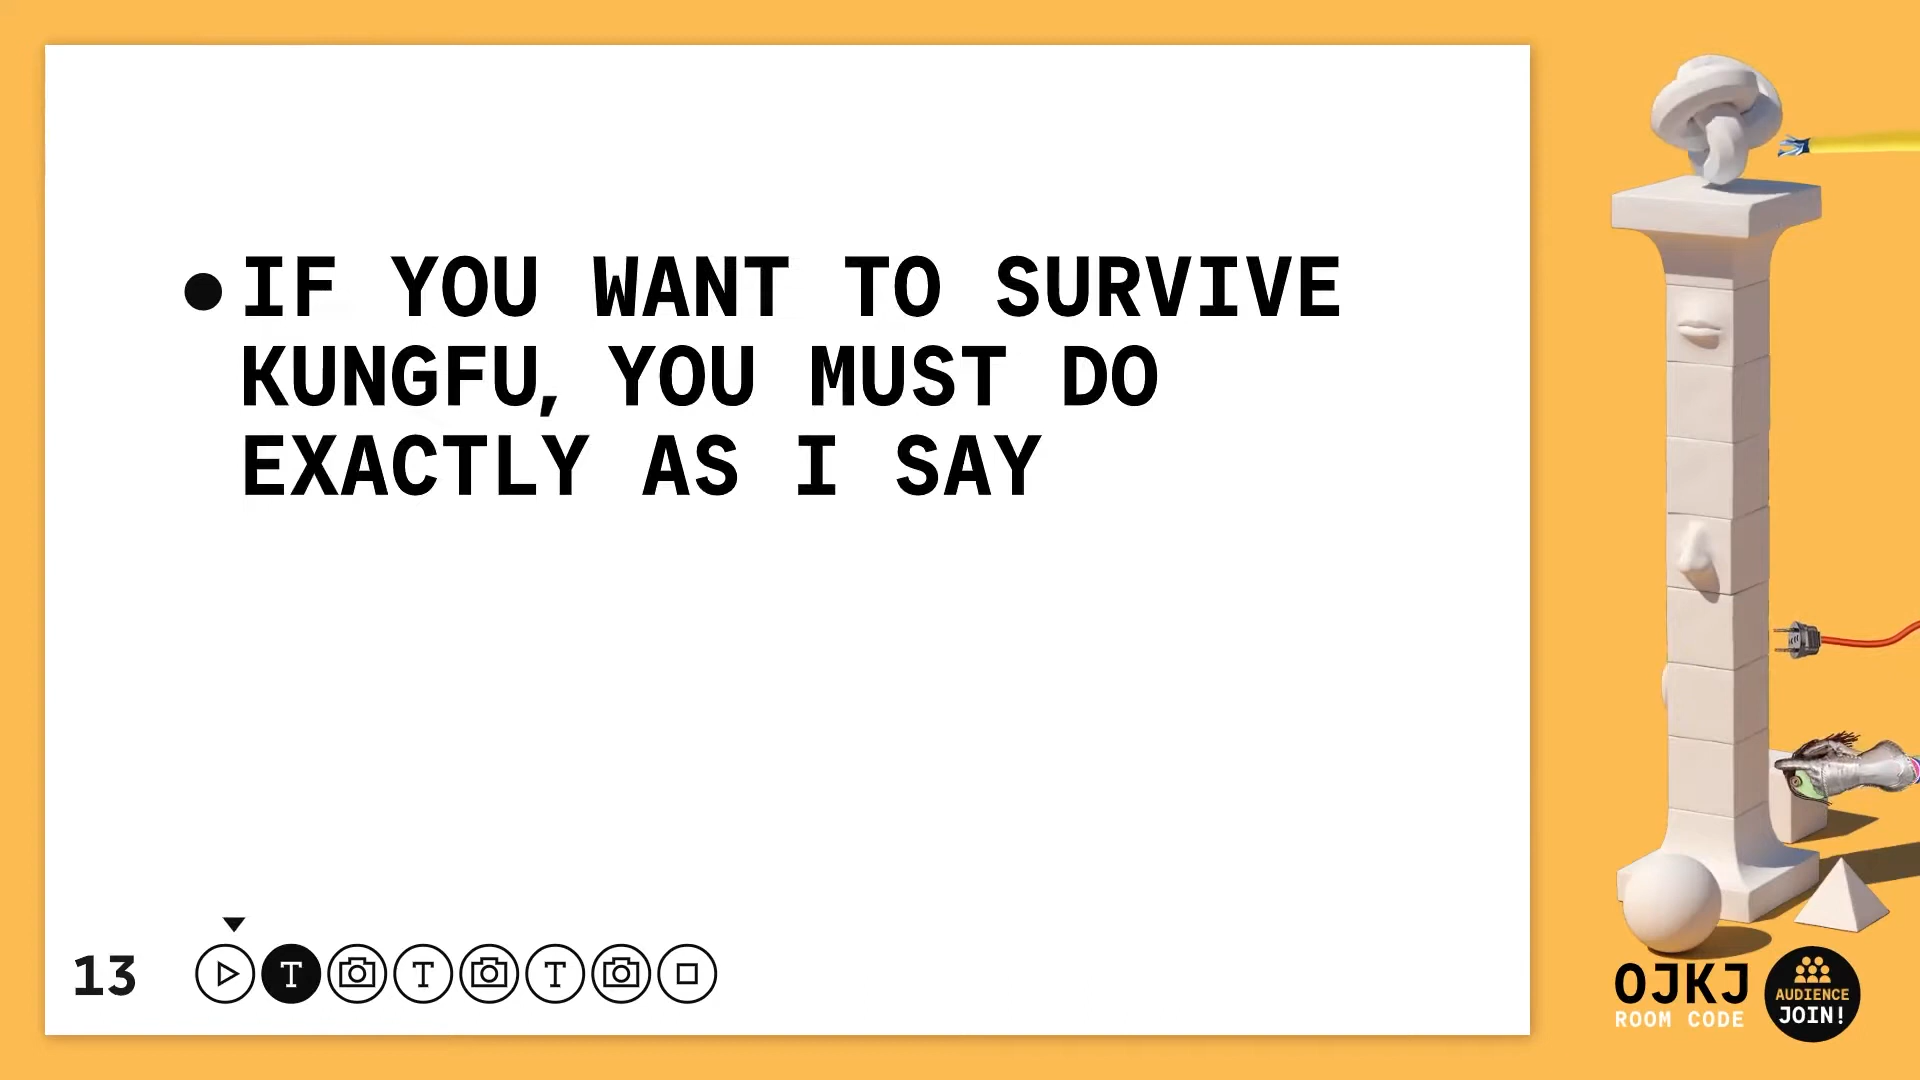 ● IF YOU WANT TO SURVIVE
KUNGFU, YOU MUST DO
EXACTLY AS I SAY
13
T
T
T
OJKJ
ROOM CODE
AUDIENCE
JOIN!